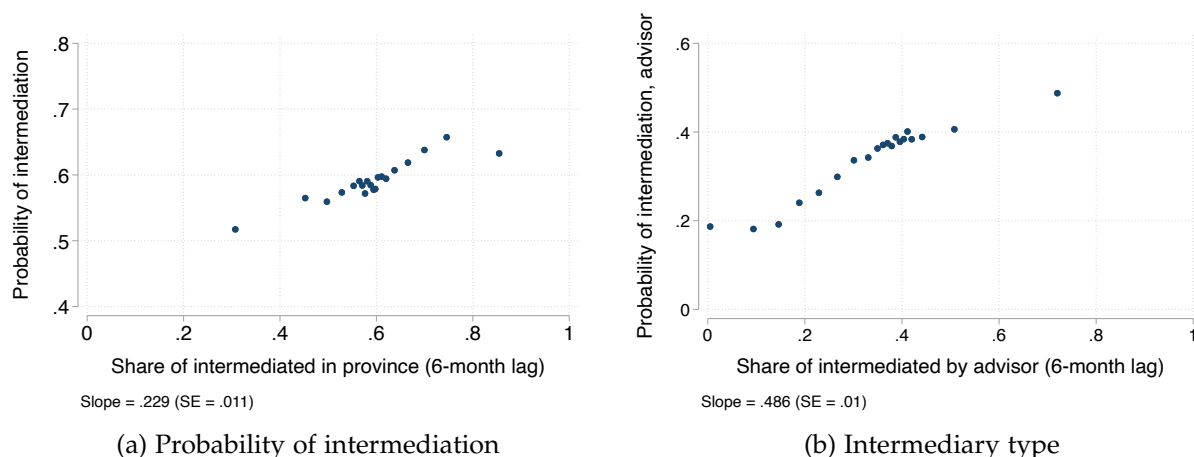 Probability of intermediation
.8
.7
.6
.5
.4
0 .2 .4 .6 .8 1
Share of intermediated in province (6-month lag)
Slope = .229 (SE = .011)
(a) Probability of intermediation
Probability of intermediation, advisor
.6
.4
.2
0
0 .2 .4 .6 .8 1
Share of intermediated by advisor (6-month lag)
Slope = .486 (SE = .01)
(b) Intermediary type